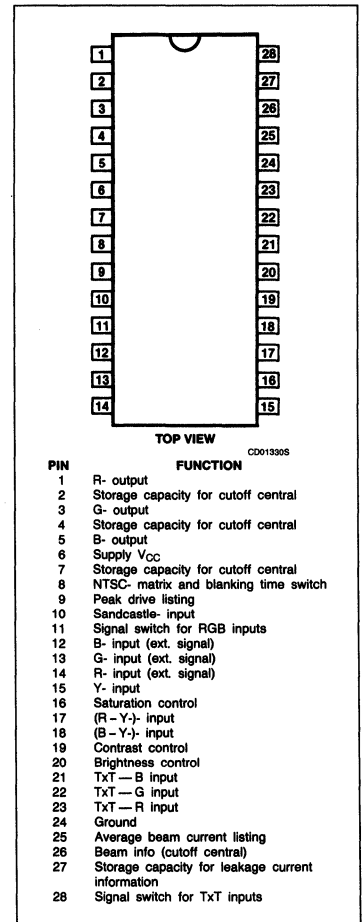 1 28
2 27
3 26
4 25
5 24
6 23
7 22
8 21
9 20
10 19
11 18
12 17
13 16
14 15
TOP VIEW
CD01330S
PIN FUNCTION
1 R- output
2 Storage capacity for cutoff central
3 G- output
4 Storage capacity for cutoff central
5 B- output
6 Supply VCC
7 Storage capacity for cutoff central
8 NTSC- matrix and blanking time switch
9 Peak drive listing
10 Sandcastle- input
11 Signal switch for RGB inputs
12 B- input (ext. signal)
13 G- input (ext. signal)
14 R- input (ext. signal)
15 Y- input
16 Saturation control
17 (R – Y-)- input
18 (B – Y-)- input
19 Contrast control
20 Brightness control
21 TxT — B input
22 TxT — G input
23 TxT — R input
24 Ground
25 Average beam current listing
26 Beam info (cutoff central)
27 Storage capacity for leakage current
information
28 Signal switch for TxT inputs